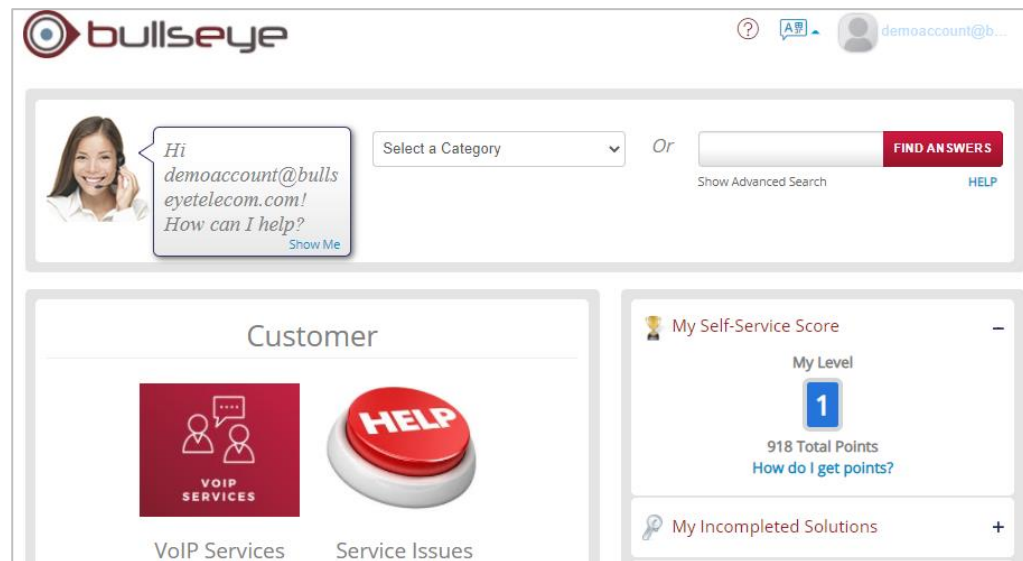 bullseye
?
demoaccount@b...
Hi
demoaccount@bulls
eyetelecom.com!
How can I help?
Show Me
Select a Category
Or
FIND ANSWERS
Show Advanced Search
HELP
Customer
VOIP
SERVICES
HELP
VoIP Services
Service Issues
My Self-Service Score
–
My Level
1
918 Total Points
How do I get points?
My Incompleted Solutions
+